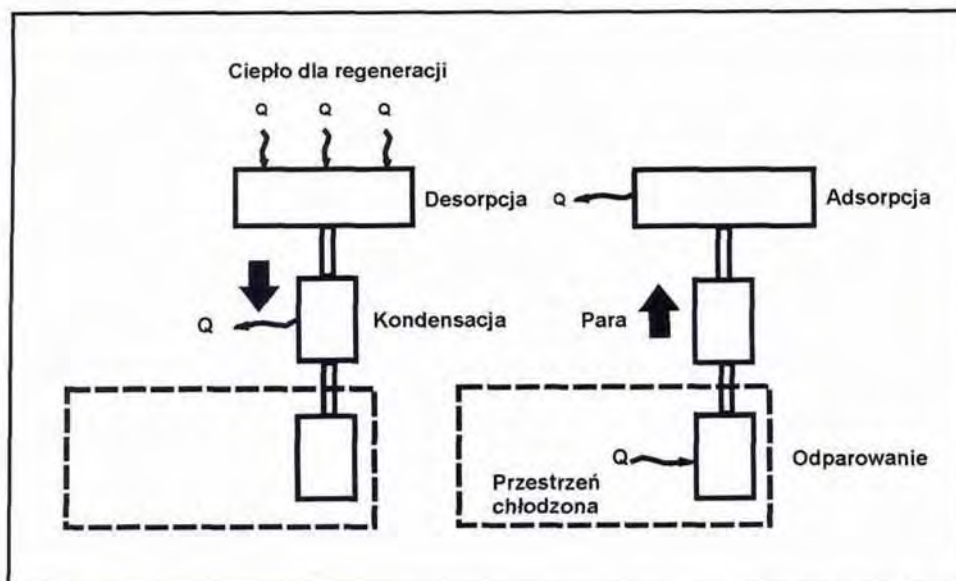 Ciepło dla regeneracji
Q Q Q
Desorpcja
Q
Kondensacja
Q
Adsorpcja
Para
Q
Odparowanie
Przestrzeń
chłodzona